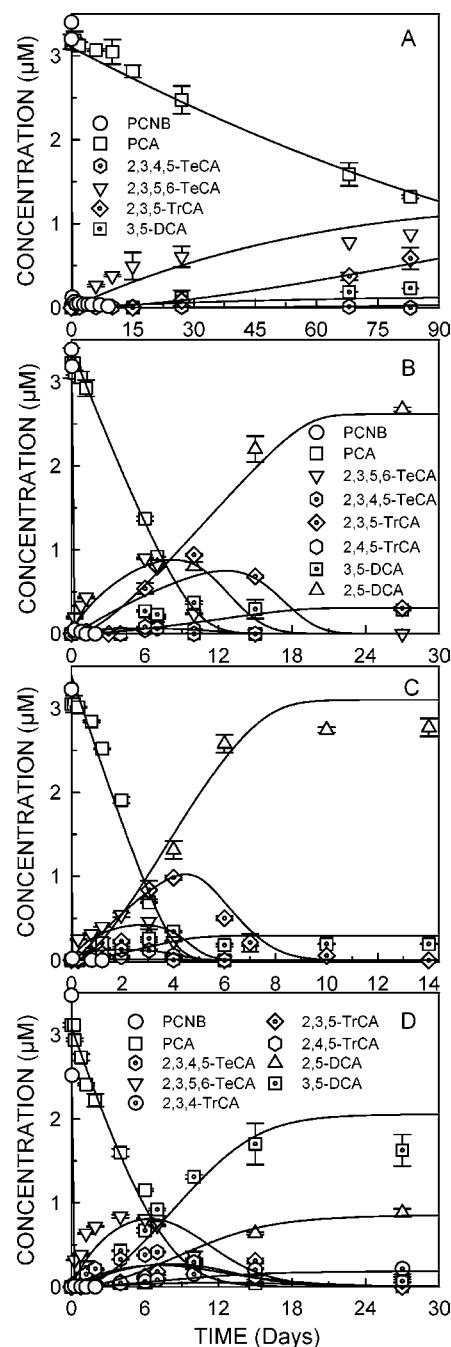 A
CONCENTRATION (μM)
3
2
1
0
PCNB
PCA
2,3,4,5-TeCA
2,3,5,6-TeCA
2,3,5-TrCA
3,5-DCA
0 15 30 45 60 75 90
B
CONCENTRATION (μM)
3
2
1
0
PCNB
PCA
2,3,5,6-TeCA
2,3,4,5-TeCA
2,3,5-TrCA
2,4,5-TrCA
3,5-DCA
2,5-DCA
0 6 12 18 24 30
C
CONCENTRATION (μM)
3
2
1
0
0 2 4 6 8 10 12 14
D
CONCENTRATION (μM)
3
2
1
0
PCNB
PCA
2,3,4,5-TeCA
2,3,5,6-TeCA
2,3,4-TrCA
2,3,5-TrCA
2,4,5-TrCA
2,5-DCA
3,5-DCA
0 6 12 18 24 30
TIME (Days)